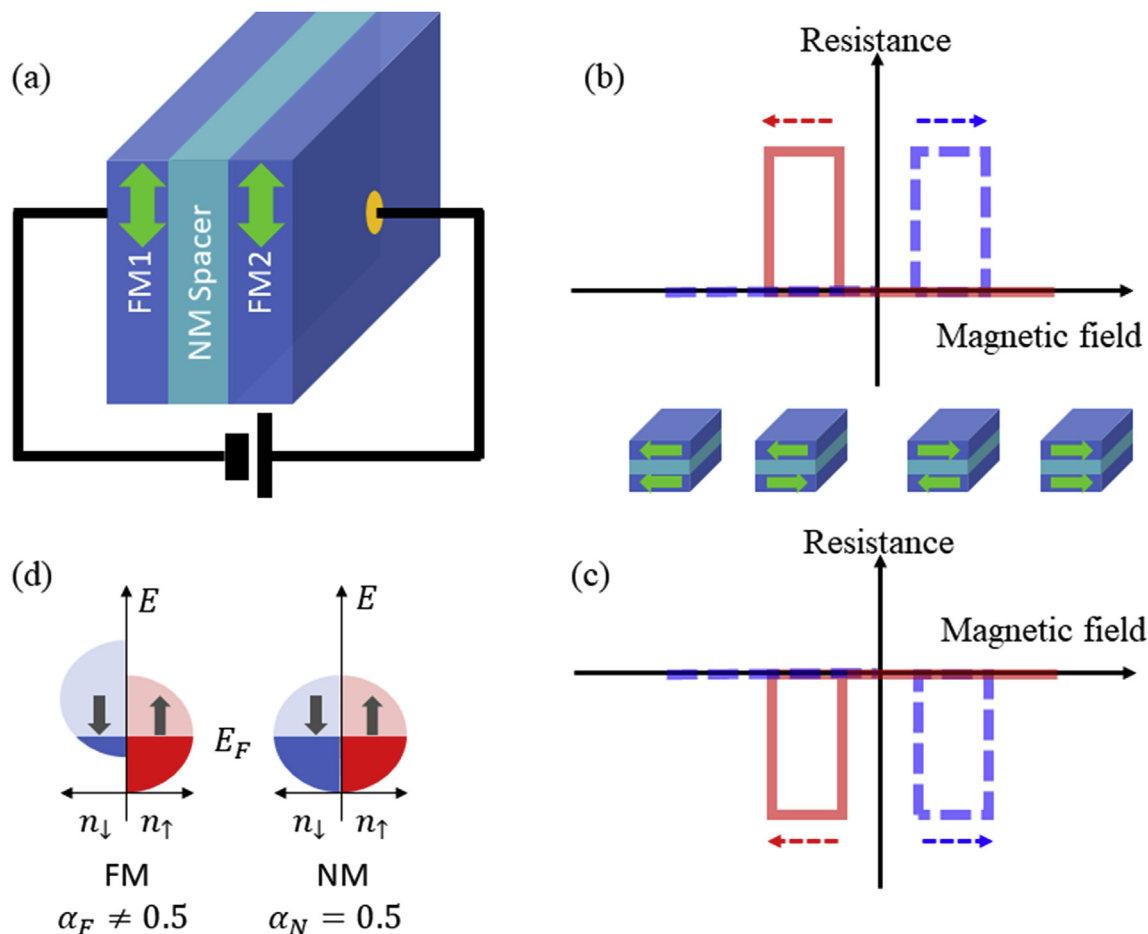 (a)
FM1
NM Spacer
FM2
(b)
Resistance
Magnetic field
(d)
E
E_F
E
n↓ n↑
n↓ n↑
FM
NM
α_F ≠ 0.5
α_N = 0.5
Resistance
(c)
Magnetic field